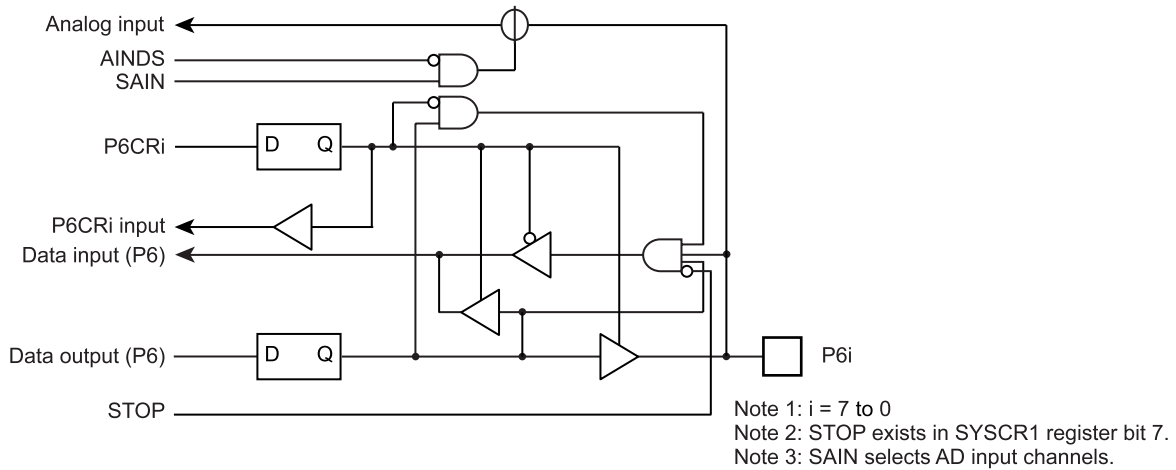 Analog input
AINDS
SAIN
P6CRi
D Q
P6CRi input
Data input (P6)
Data output (P6)
D Q
P6i
STOP
Note 1: i = 7 to 0
Note 2: STOP exists in SYSCR1 register bit 7.
Note 3: SAIN selects AD input channels.